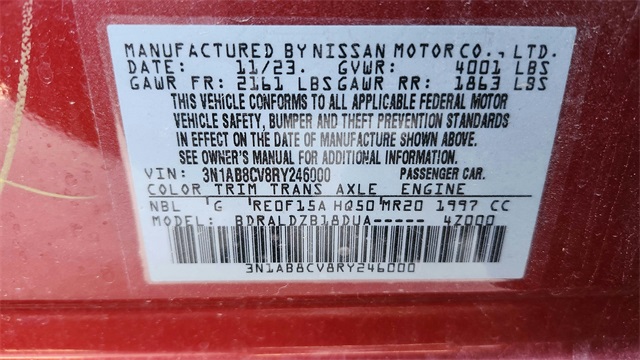 MANUFACTURED BY NISSAN MOTOR CO., LTD.
DATE: 11/23. GVWR: 4001 LBS
GAWR FR: 2161 LBS GAWR RR: 1863 LBS
THIS VEHICLE CONFORMS TO ALL APPLICABLE FEDERAL MOTOR
VEHICLE SAFETY, BUMPER AND THEFT PREVENTION STANDARDS
IN EFFECT ON THE DATE OF MANUFACTURE SHOWN ABOVE.
SEE OWNER'S MANUAL FOR ADDITIONAL INFORMATION.
VIN: 3N1AB8CV8RY246000 PASSENGER CAR.
COLOR TRIM TRANS AXLE ENGINE
NBL G RE0F15A HQ50 MR20 1997 CC
MODEL: BDRALDZB18DUA----- 4Z000
3N1AB8CV8RY246000